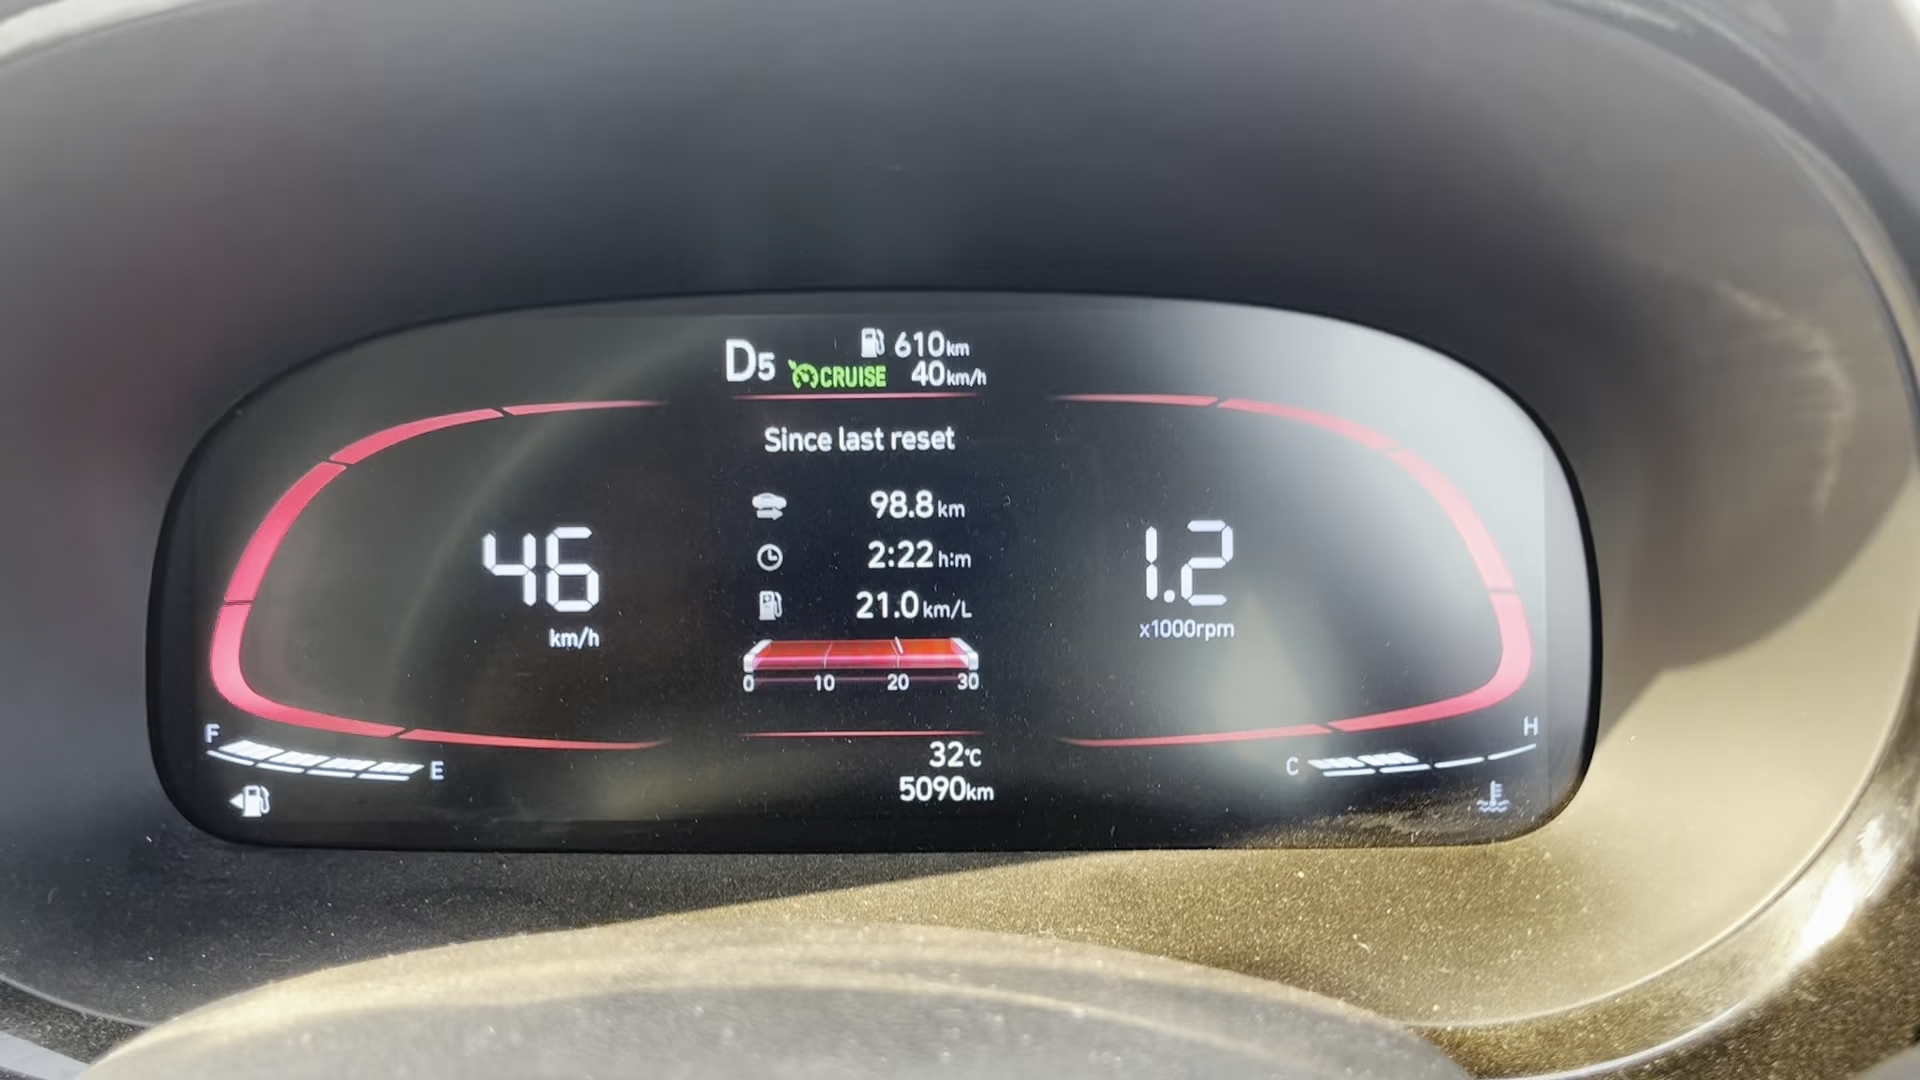 D5
610km
CRUISE 40km/h
Since last reset
98.8km
2:22h:m
21.0km/L
0 10 20 30
46
km/h
1.2
x1000rpm
F
E
C
H
32°C
5090km